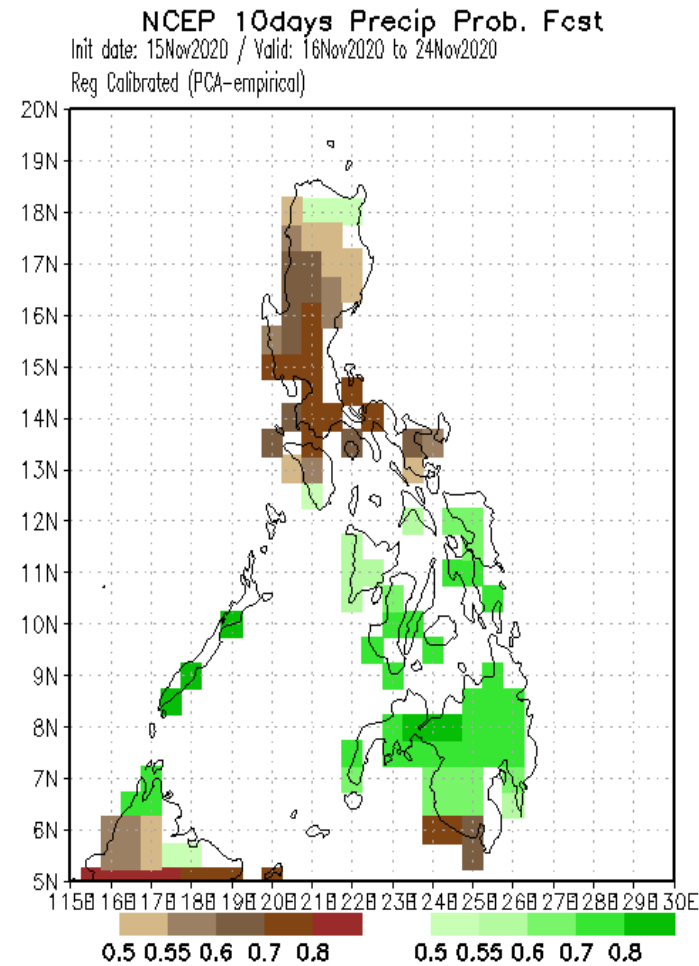 NCEP 10days Precip Prob. Fcst
Init date: 15Nov2020 / Valid: 16Nov2020 to 24Nov2020
Reg Calibrated (PCA-empirical)
20N
19N
18N
17N
16N
15N
14N
13N
12N
11N
10N
9N
8N
7N
6N
5N
115E 116E 117E 118E 119E 120E 121E 122E 123E 124E 125E 126E 127E 128E 129E 130E
0.5 0.55 0.6 0.7 0.8 0.5 0.55 0.6 0.7 0.8